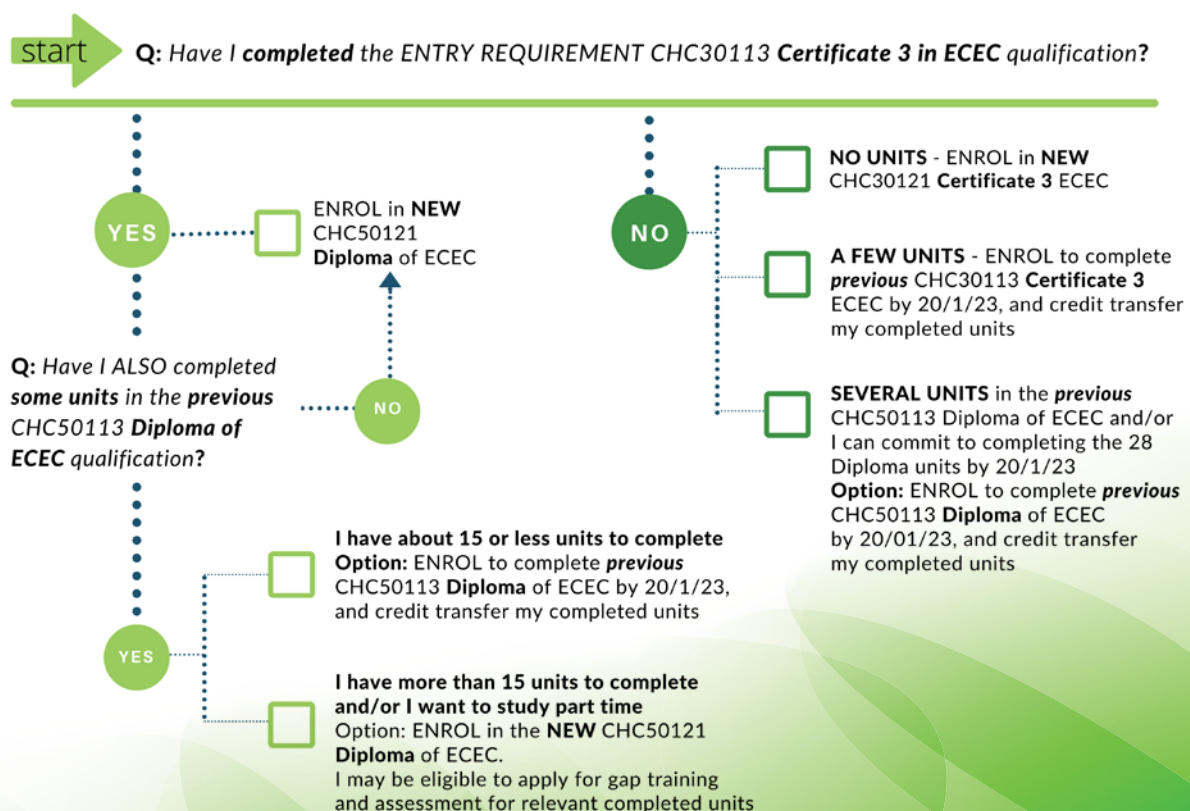 start
Q: Have I completed the ENTRY REQUIREMENT CHC30113 Certificate 3 in ECEC qualification?
YES
ENROL in NEW
CHC50121
Diploma of ECEC
Q: Have I ALSO completed
some units in the previous
CHC50113 Diploma of
ECEC qualification?
NO
YES
I have about 15 or less units to complete
Option: ENROL to complete previous
CHC50113 Diploma of ECEC by 20/1/23,
and credit transfer my completed units
I have more than 15 units to complete
and/or I want to study part time
Option: ENROL in the NEW CHC50121
Diploma of ECEC.
I may be eligible to apply for gap training
and assessment for relevant completed units
NO
NO UNITS - ENROL in NEW
CHC30121 Certificate 3 ECEC
A FEW UNITS - ENROL to complete
previous CHC30113 Certificate 3
ECEC by 20/1/23, and credit transfer
my completed units
SEVERAL UNITS in the previous
CHC50113 Diploma of ECEC and/or
I can commit to completing the 28
Diploma units by 20/1/23
Option: ENROL to complete previous
CHC50113 Diploma of ECEC
by 20/01/23, and credit transfer
my completed units